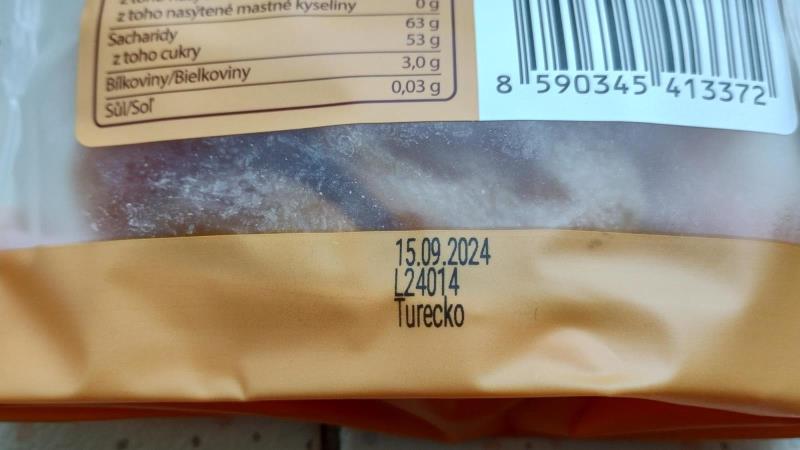 z toho nasýtené mastné kyseliny 0 g
Sacharidy 63 g
z toho cukry 53 g
Bílkoviny/Bielkoviny 3,0 g
Sůl/Soľ 0,03 g
8 590345 413372
15.09.2024
L24014
Turecko